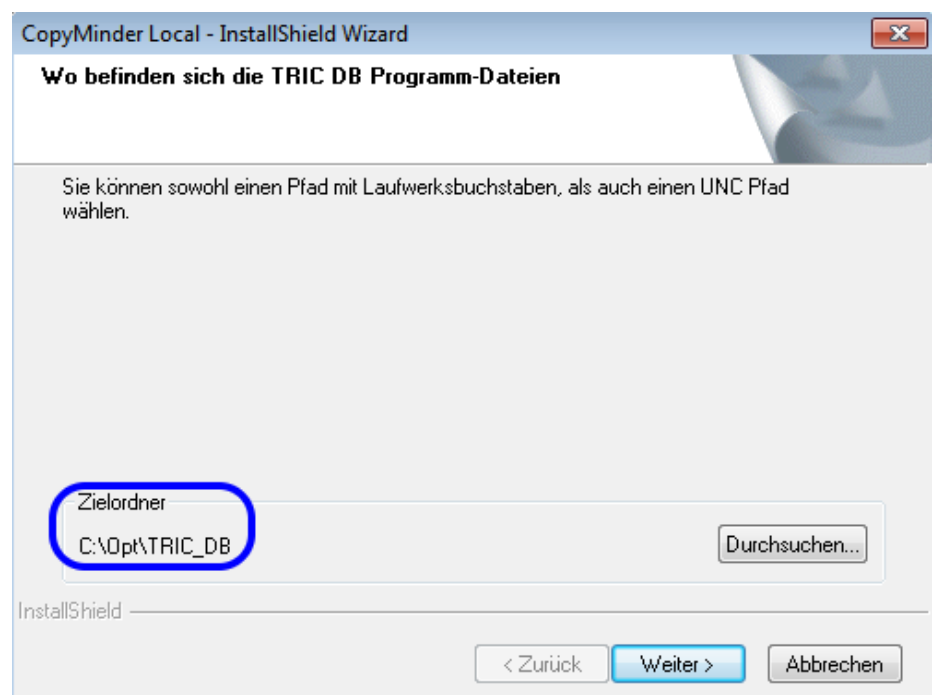 CopyMinder Local - InstallShield Wizard
Wo befinden sich die TRIC DB Programm-Dateien
Sie können sowohl einen Pfad mit Laufwerksbuchstaben, als auch einen UNC Pfad
wählen.
Zielordner
C:\Opt\TRIC_DB
Durchsuchen...
InstallShield
< Zurück
Weiter >
Abbrechen